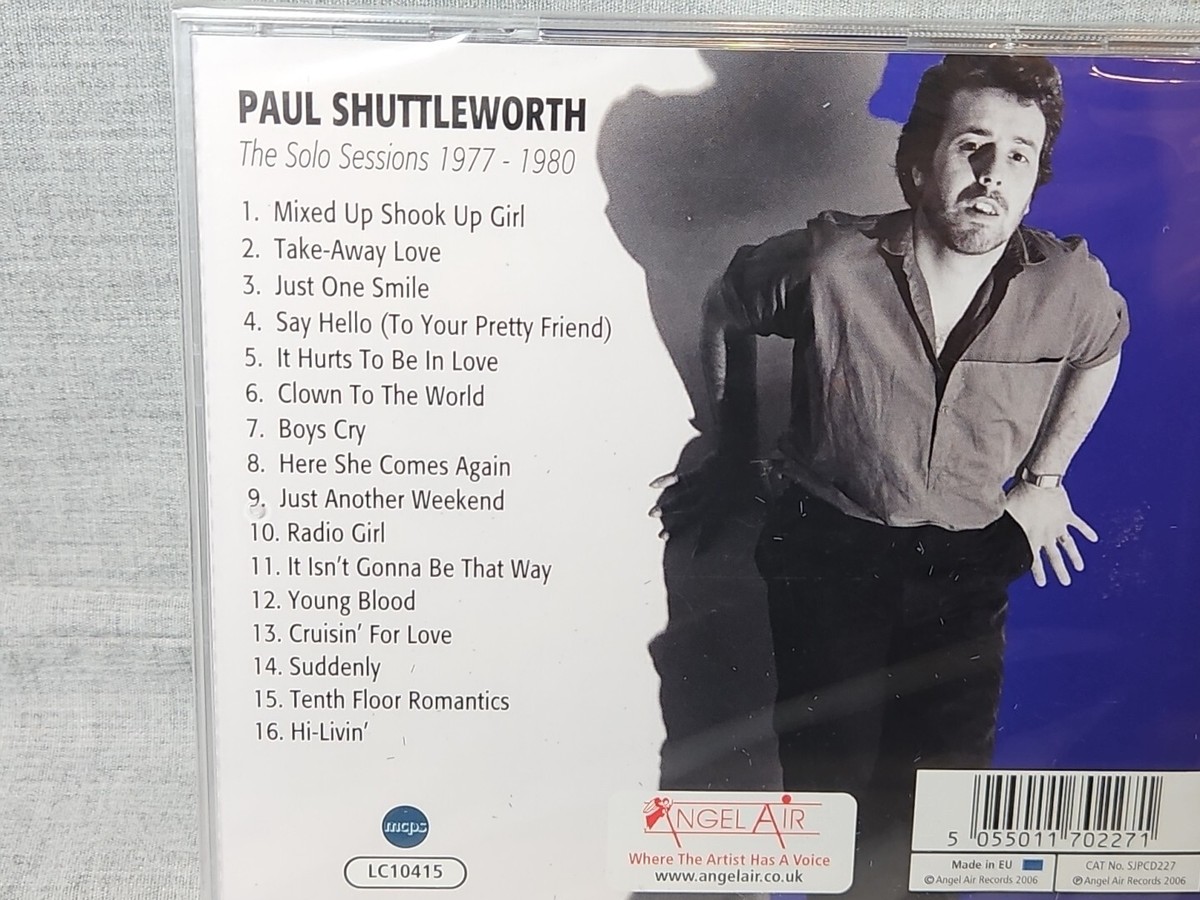 PAUL SHUTTLEWORTH
The Solo Sessions 1977 - 1980
1. Mixed Up Shook Up Girl
2. Take-Away Love
3. Just One Smile
4. Say Hello (To Your Pretty Friend)
5. It Hurts To Be In Love
6. Clown To The World
7. Boys Cry
8. Here She Comes Again
9. Just Another Weekend
10. Radio Girl
11. It Isn't Gonna Be That Way
12. Young Blood
13. Cruisin' For Love
14. Suddenly
15. Tenth Floor Romantics
16. Hi-Livin'
mcps
LC10415
ANGEL AIR
Where The Artist Has A Voice
www.angelair.co.uk
5 055011 702271
Made in EU
© Angel Air Records 2006
CAT No. SJPCD227
℗ Angel Air Records 2006